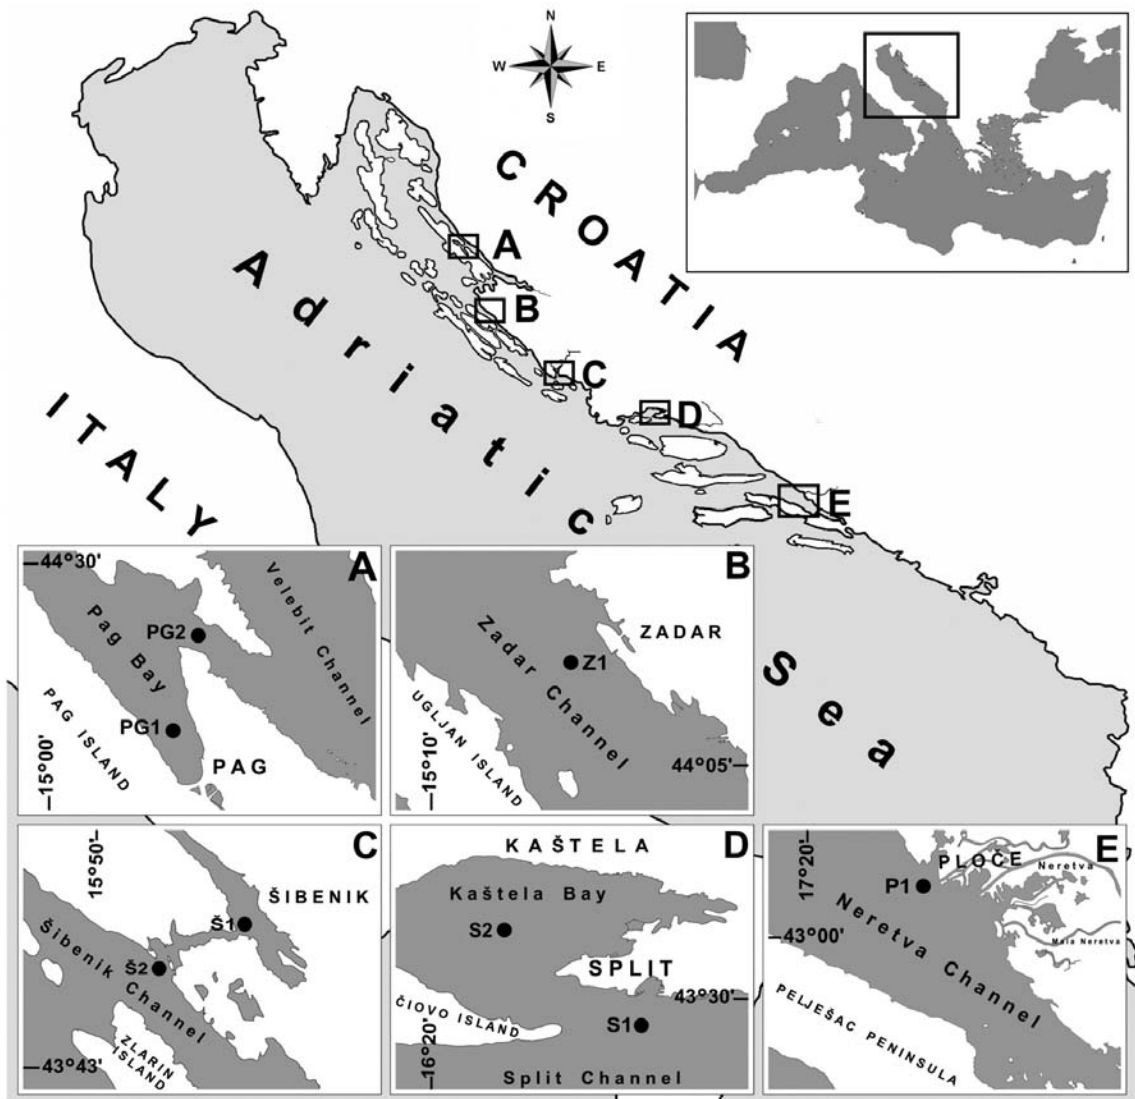 N
W E
S
CROATIA
Adriatic Sea
ITALY
A
B
C
D
E
A
44°30'
Velebit Channel
Pag Bay
PG2
PG1
PAG ISLAND
PAG
15°00'
B
ZADAR
Zadar Channel
Z1
UGLJAN ISLAND
44°05'
15°10'
C
15°50'
ŠIBENIK
Š1
Šibenik Channel
Š2
ZLARIN
ISLAND
43°43'
D
KAŠTELA
Kaštela Bay
S2
SPLIT
43°30'
ČIOVO ISLAND
S1
16°20'
Split Channel
E
17°20'
PLOČE
Neretva
P1
Neretva Channel
43°00'
Mala Neretva
PELJEŠAC PENINSULA